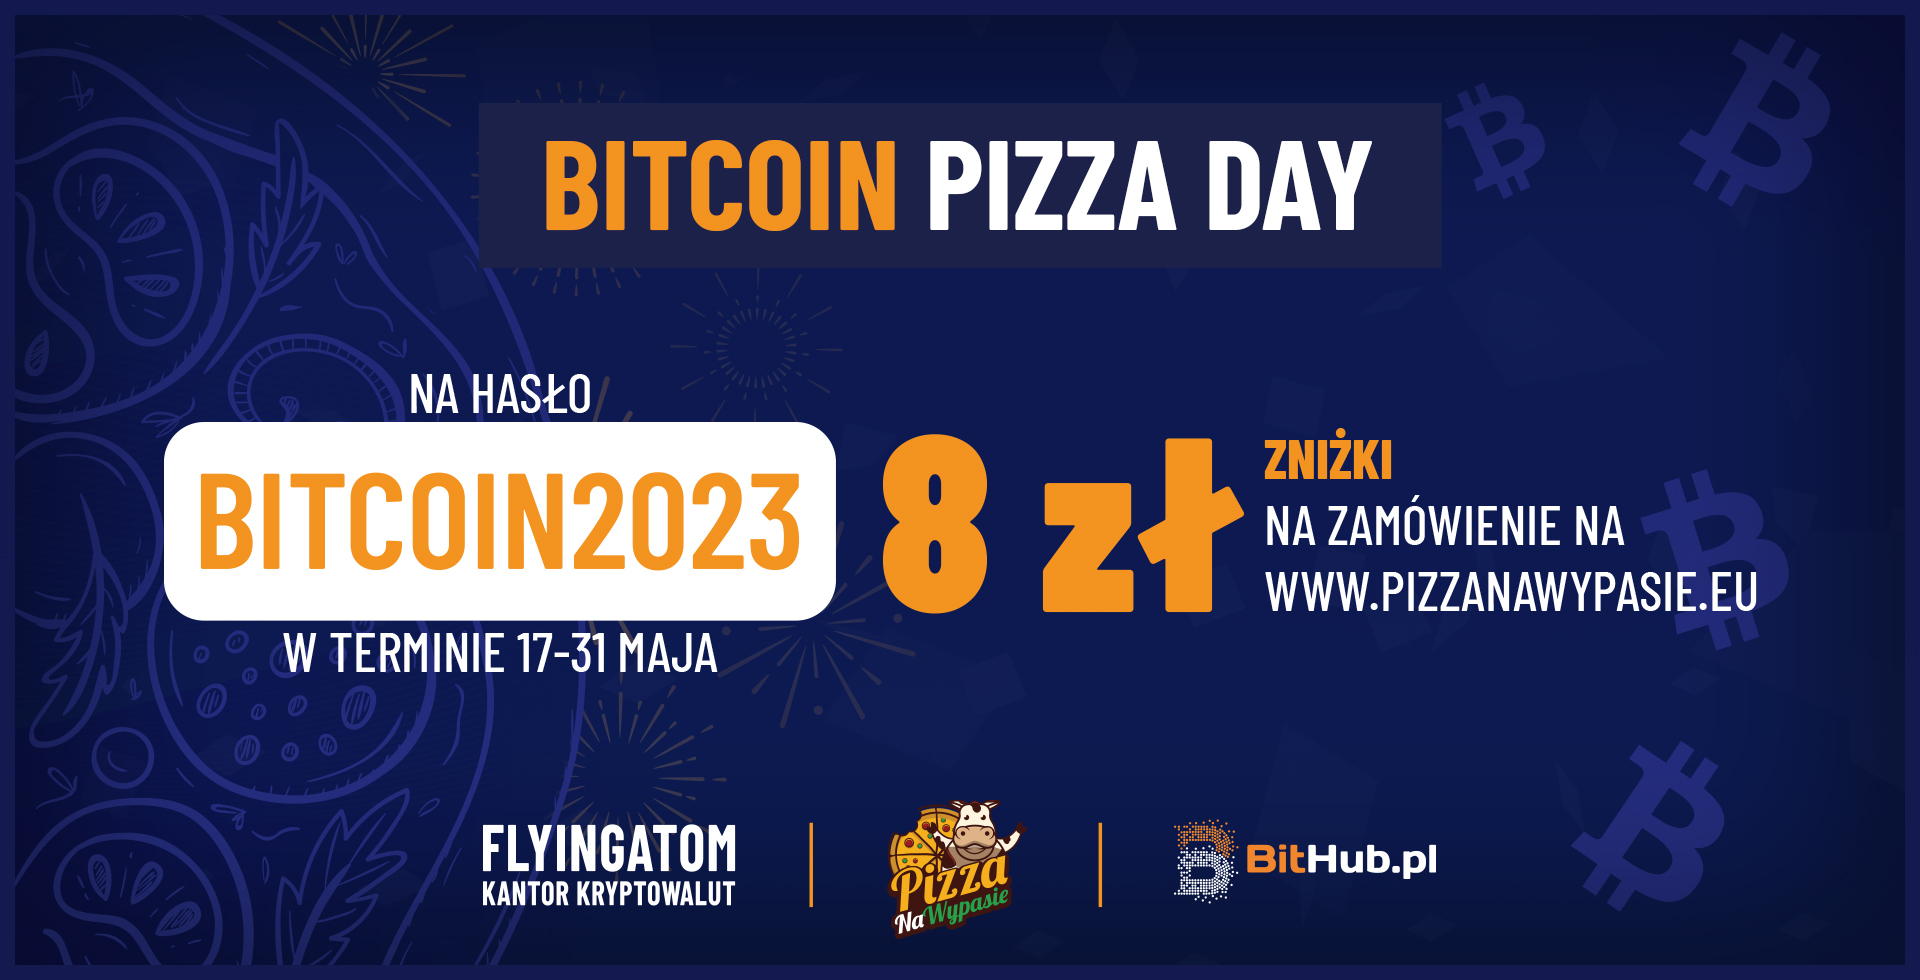 BITCOIN PIZZA DAY
NA HASŁO
BITCOIN2023
W TERMINIE 17-31 MAJA
8 zł
ZNIŻKI
NA ZAMÓWIENIE NA
WWW.PIZZANAWYPASIE.EU
FLYINGATOM
KANTOR KRYPTOWALUT
Pizza
Na Wypasie
BitHub.pl